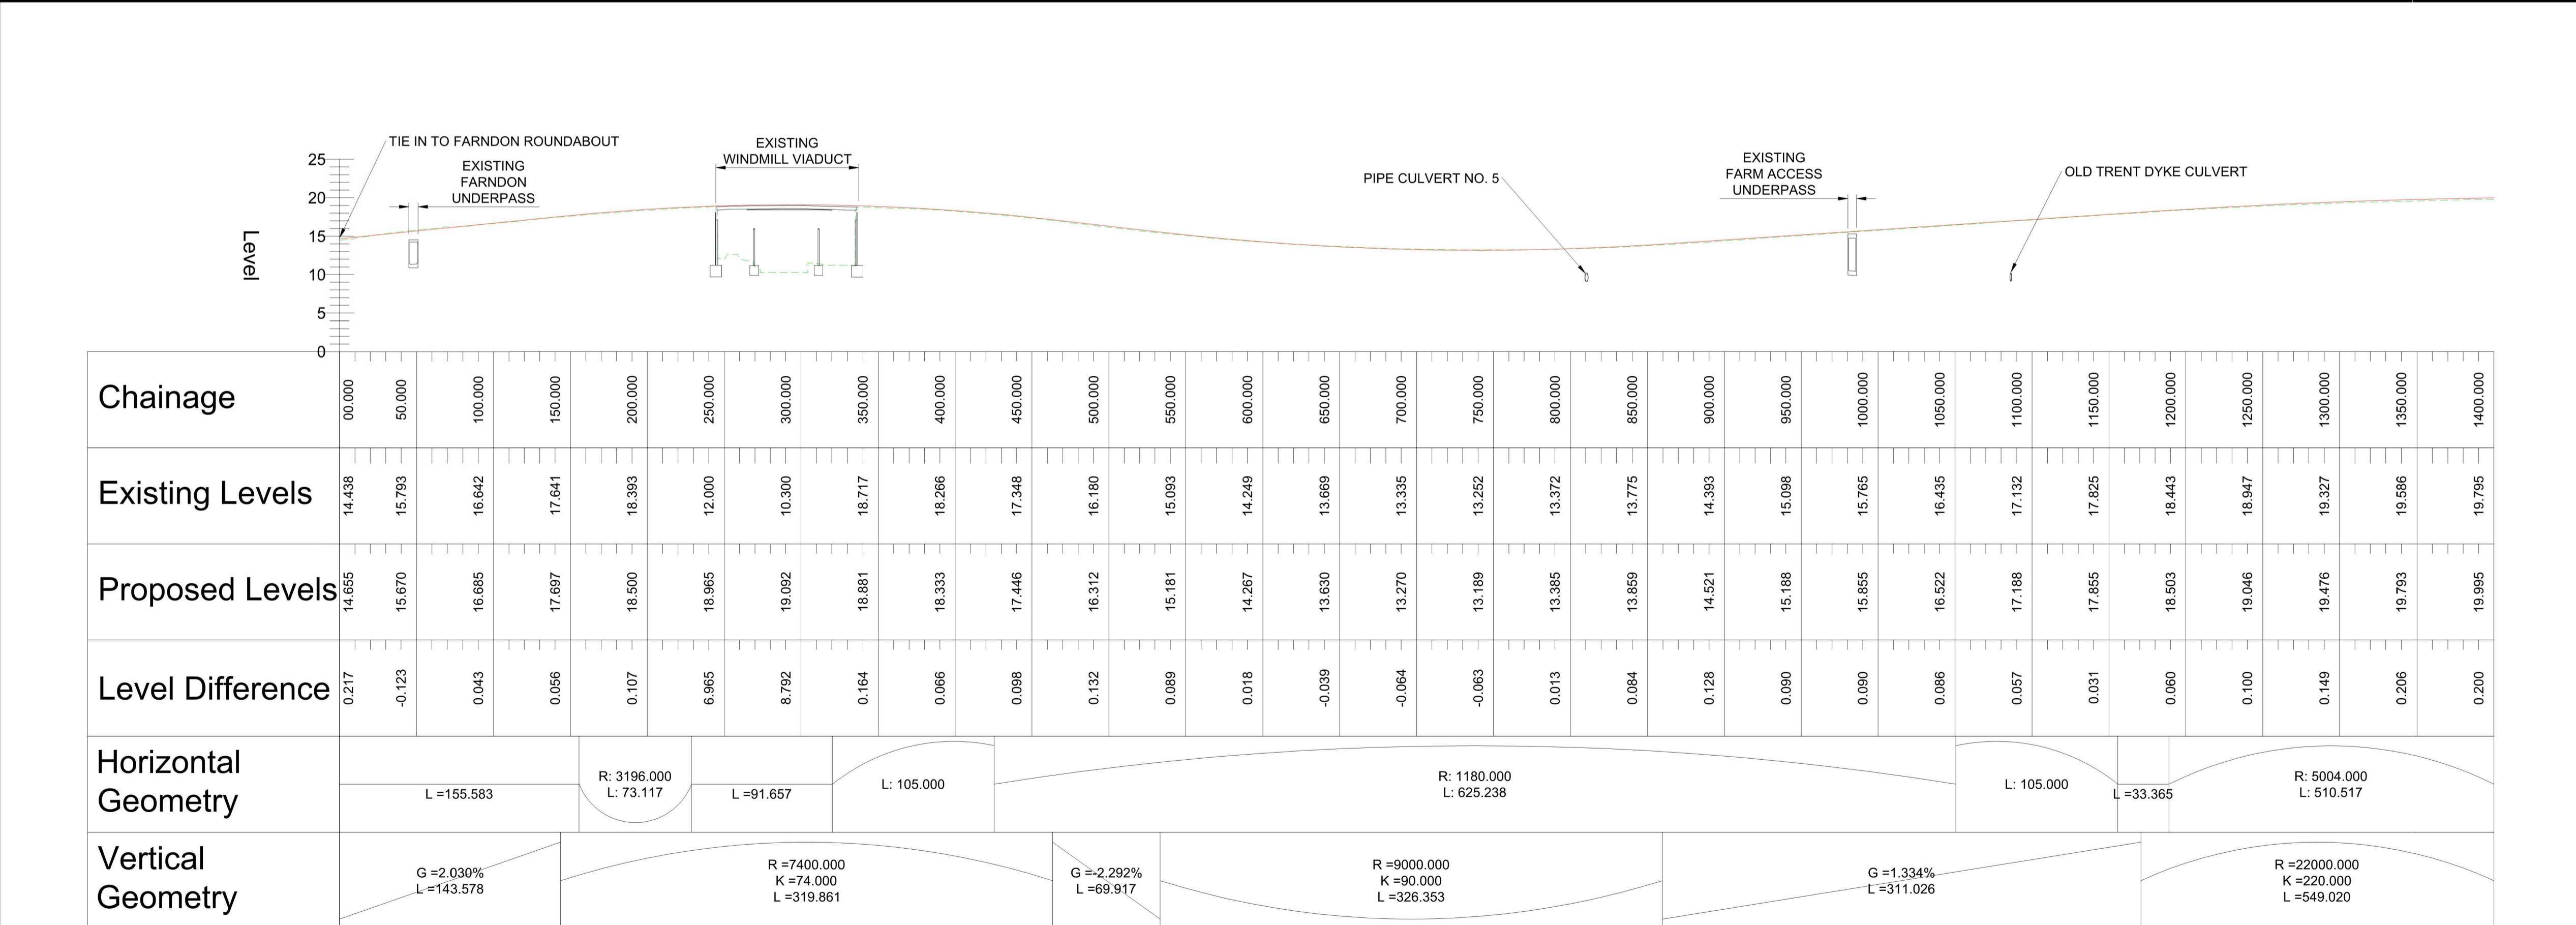 TIE IN TO FARNDON ROUNDABOUT
EXISTING
FARNDON
UNDERPASS
EXISTING
WINDMILL VIADUCT
PIPE CULVERT NO. 5
EXISTING
FARM ACCESS
UNDERPASS
OLD TRENT DYKE CULVERT
Level
25
20
15
10
5
0
Chainage
00.000 50.000 100.000 150.000 200.000 250.000 300.000 350.000 400.000 450.000 500.000 550.000 600.000 650.000 700.000 750.000 800.000 850.000 900.000 950.000 1000.000 1050.000 1100.000 1150.000 1200.000 1250.0000 1300.0000 1350.0000 1400.0000
Existing Levels
14.438 15.793 16.642 17.641 18.393 12.000 10.300 18.717 18.266 17.348 16.180 15.093 14.249 13.669 13.335 13.252 13.372 13.775 14.393 15.098 15.765 16.435 17.132 17.825 18.443 18.947 19.327 19.586 19.795
Proposed Levels
14.655 15.670 16.685 17.697 18.500 18.965 19.092 18.881 18.333 17.446 16.312 15.181 14.267 13.630 13.270 13.189 13.385 13.859 14.521 15.188 15.855 16.522 17.188 17.855 18.503 19.046 19.476 19.793 19.995
Level Difference
0.217 -0.123 0.043 0.056 0.107 6.965 8.792 0.164 0.066 0.098 0.132 0.089 0.018 -0.039 -0.064 -0.063 0.013 0.084 0.128 0.090 0.090 0.086 0.057 0.031 0.060 0.100 0.149 0.206 0.200
Horizontal
Geometry
L =155.583
R: 3196.000
L: 73.117
L =91.657
L: 105.000
R: 1180.000
L: 625.238
L: 105.000
L =33.365
R: 5004.000
L: 510.517
Vertical
Geometry
G =2.030%
L =143.578
R =7400.000
K =74.000
L =319.861
G =-2.292%
L =69.917
R =9000.000
K =90.000
L =326.353
G =1.334%
L =311.026
R =22000.000
K =220.000
L =549.020